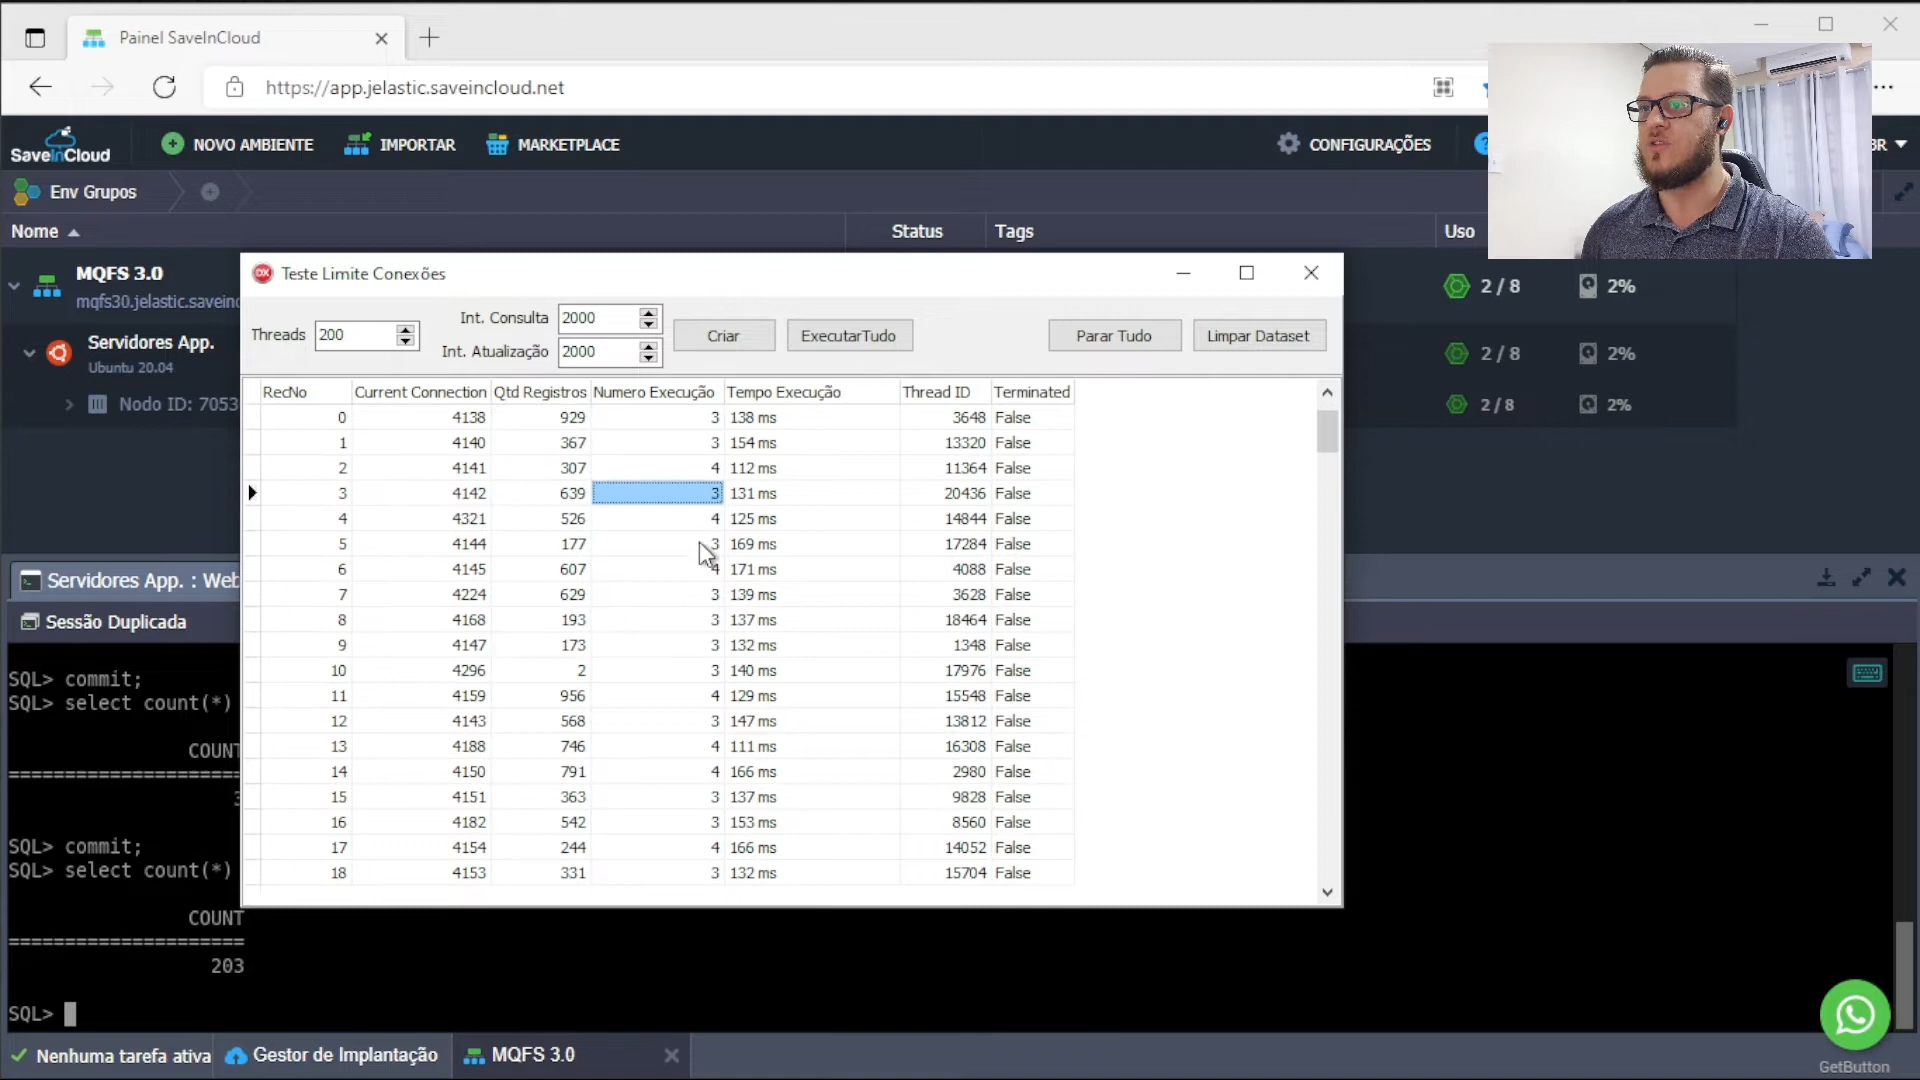 Painel SaveInCloud
https://app.jelastic.saveincloud.net
SaveInCloud
NOVO AMBIENTE
IMPORTAR
MARKETPLACE
CONFIGURAÇÕES
BR
Env Grupos
Nome
Status
Tags
Uso
MQFS 3.0
mqfs30.jelastic.saveinc
2 / 8
2%
Servidores App.
Ubuntu 20.04
2 / 8
2%
Nodo ID: 7053
2 / 8
2%
Teste Limite Conexões
Threads
200
Int. Consulta
2000
Int. Atualização
2000
Criar
ExecutarTudo
Parar Tudo
Limpar Dataset
RecNo Current Connection Qtd Registros Numero Execução Tempo Execução Thread ID Terminated
0 4138 929 3 138 ms 3648 False
1 4140 367 3 154 ms 13320 False
2 4141 307 4 112 ms 11364 False
3 4142 639 3 131 ms 20436 False
4 4321 526 4 125 ms 14844 False
5 4144 177 3 169 ms 17284 False
6 4145 607 4 171 ms 4088 False
7 4224 629 3 139 ms 3628 False
8 4168 193 3 137 ms 18464 False
9 4147 173 3 132 ms 1348 False
10 4296 2 3 140 ms 17976 False
11 4159 956 4 129 ms 15548 False
12 4143 568 3 147 ms 13812 False
13 4188 746 4 111 ms 16308 False
14 4150 791 4 166 ms 2980 False
15 4151 363 3 137 ms 9828 False
16 4182 542 3 153 ms 8560 False
17 4154 244 4 166 ms 14052 False
18 4153 331 3 132 ms 15704 False
Servidores App. : Web
Sessão Duplicada
SQL> commit;
SQL> select count(*)
COUNT
=====================
3
SQL> commit;
SQL> select count(*)
COUNT
=====================
203
SQL>
GetButton
Nenhuma tarefa ativa
Gestor de Implantação
MQFS 3.0